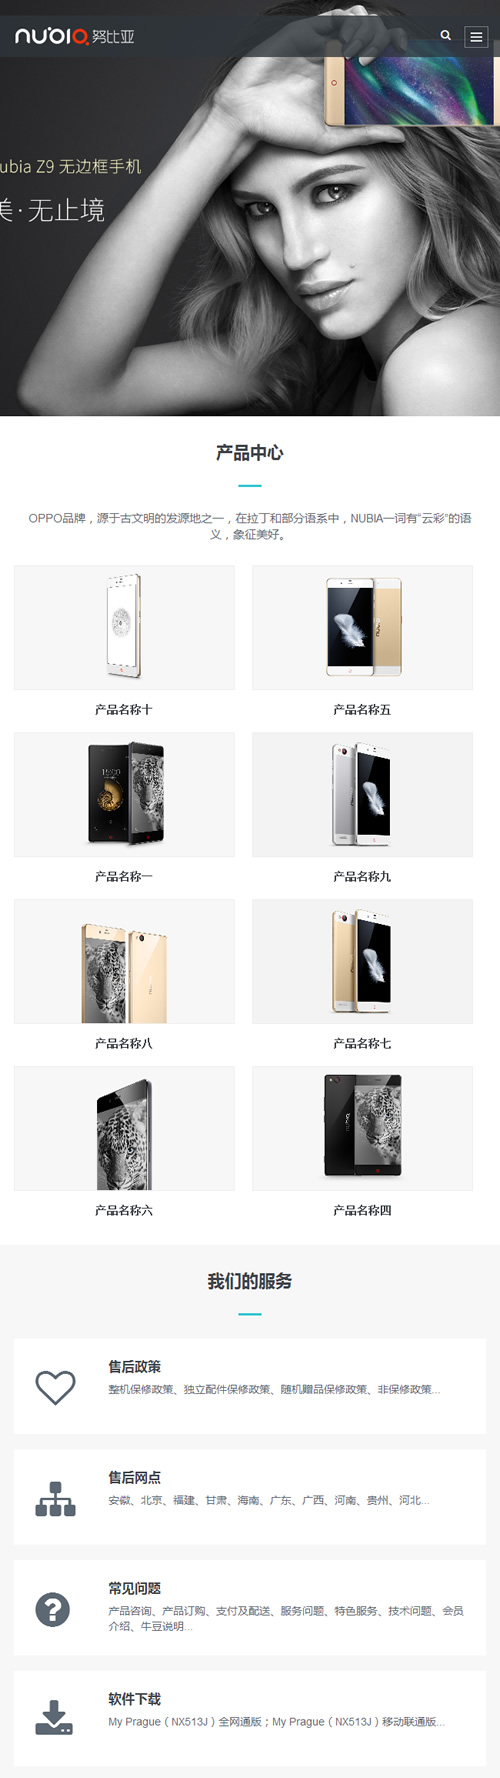 nubia 努比亚
ubia Z9 无边框手机
美·无止境
产品中心
OPPO品牌，源于古文明的发源地之一，在拉丁和部分语系中，NUBIA一词有"云彩"的语
义，象征美好。
产品名称十
产品名称五
产品名称一
产品名称九
产品名称八
产品名称七
产品名称六
产品名称四
我们的服务
售后政策
整机保修政策、独立配件保修政策、随机赠品保修政策、非保修政策...
售后网点
安徽、北京、福建、甘肃、海南、广东、广西、河南、贵州、河北...
常见问题
产品咨询、产品订购、支付及配送、服务问题、特色服务、技术问题、会员
介绍、牛豆说明...
软件下载
My Prague（NX513J）全网通版；My Prague（NX513J）移动联通版...